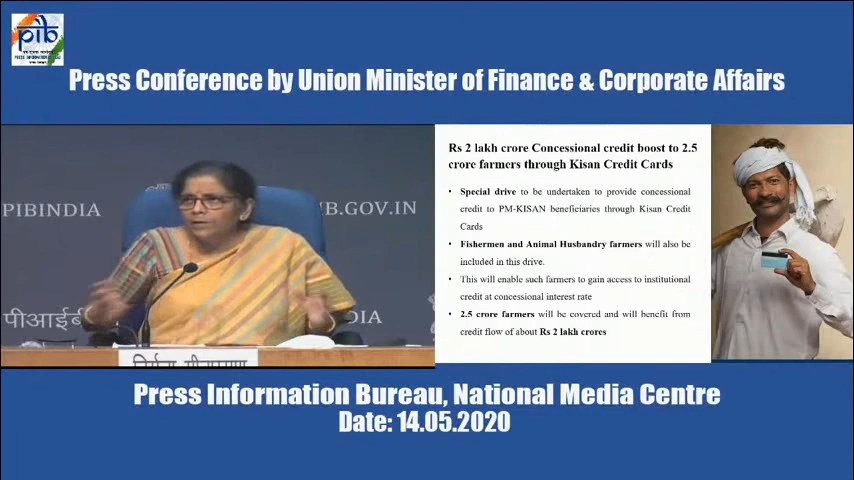 pib
PRESS INFORMATION BUREAU
Press Conference by Union Minister of Finance & Corporate Affairs
PIBINDIA
IB.GOV.IN
पीआईबी
DIA
Rs 2 lakh crore Concessional credit boost to 2.5
crore farmers through Kisan Credit Cards
• Special drive to be undertaken to provide concessional
credit to PM-KISAN beneficiaries through Kisan Credit
Cards
• Fishermen and Animal Husbandry farmers will also be
included in this drive.
• This will enable such farmers to gain access to institutional
credit at concessional interest rate
• 2.5 crore farmers will be covered and will benefit from
credit flow of about Rs 2 lakh crores
Press Information Bureau, National Media Centre
Date: 14.05.2020